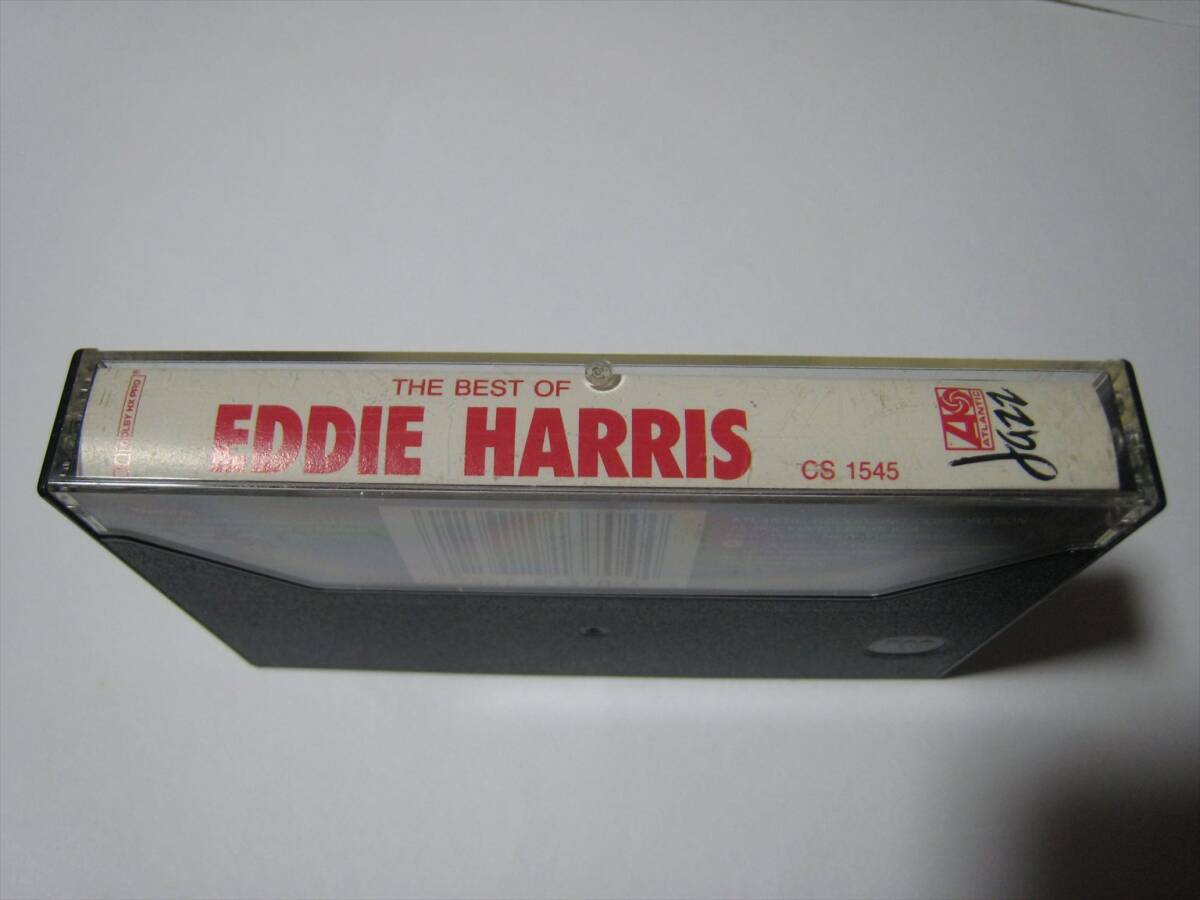 DOLBY HX PRO
THE BEST OF
EDDIE HARRIS
CS 1545
ATLANTIC
Jazz